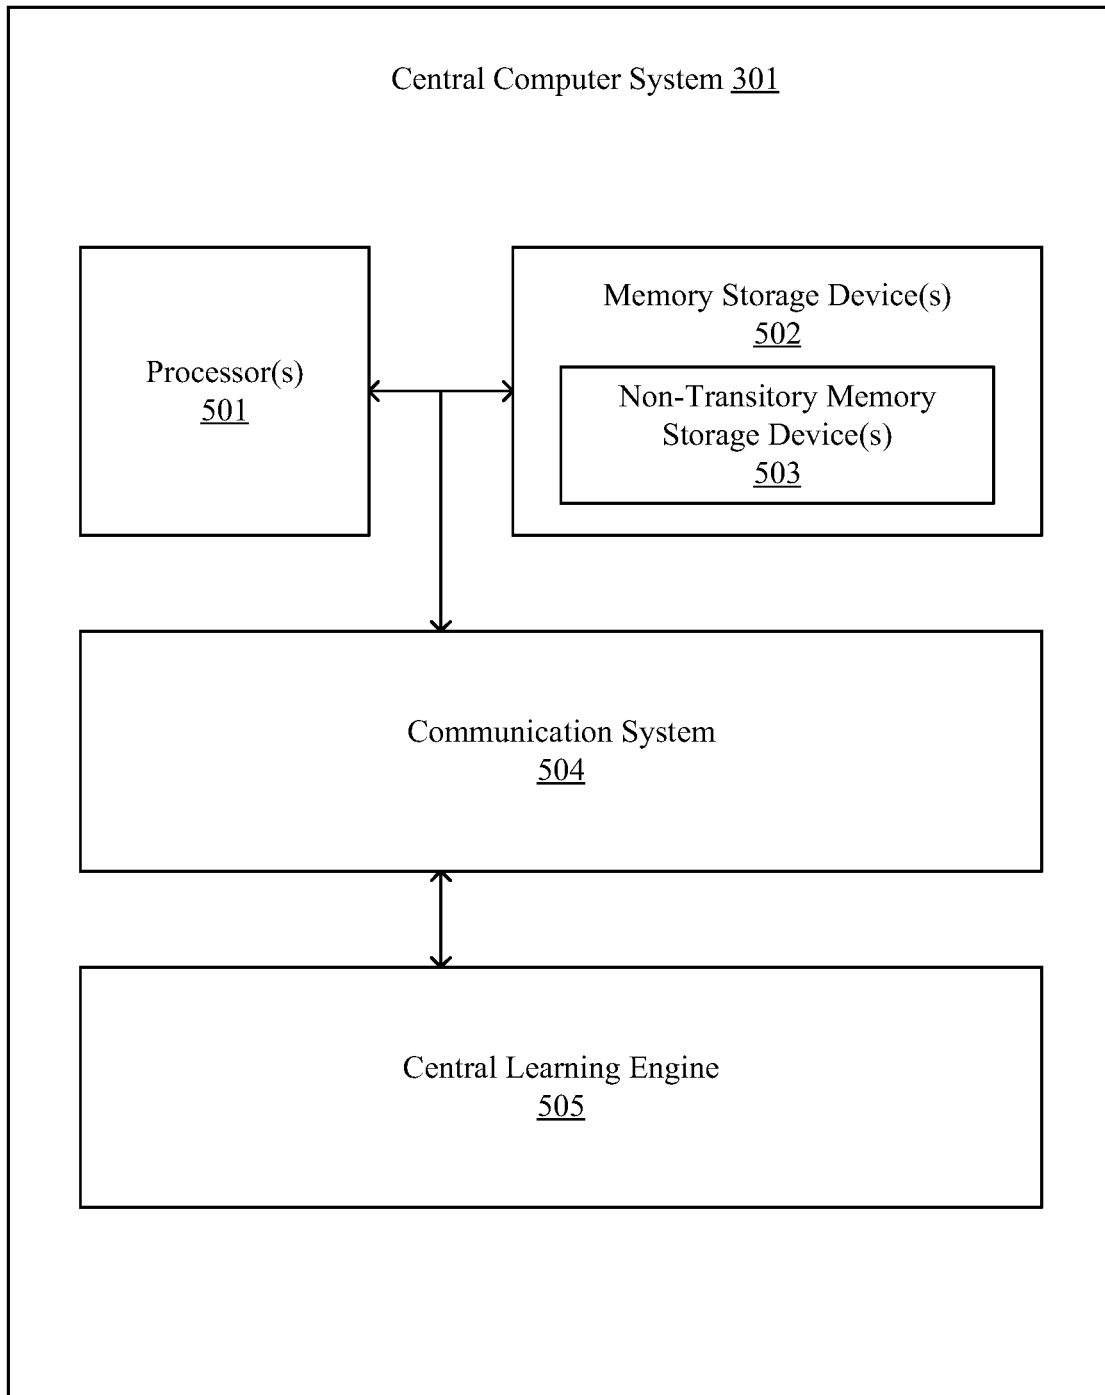 Central Computer System 301
Processor(s)
501
Memory Storage Device(s)
502
Non-Transitory Memory
Storage Device(s)
503
Communication System
504
Central Learning Engine
505